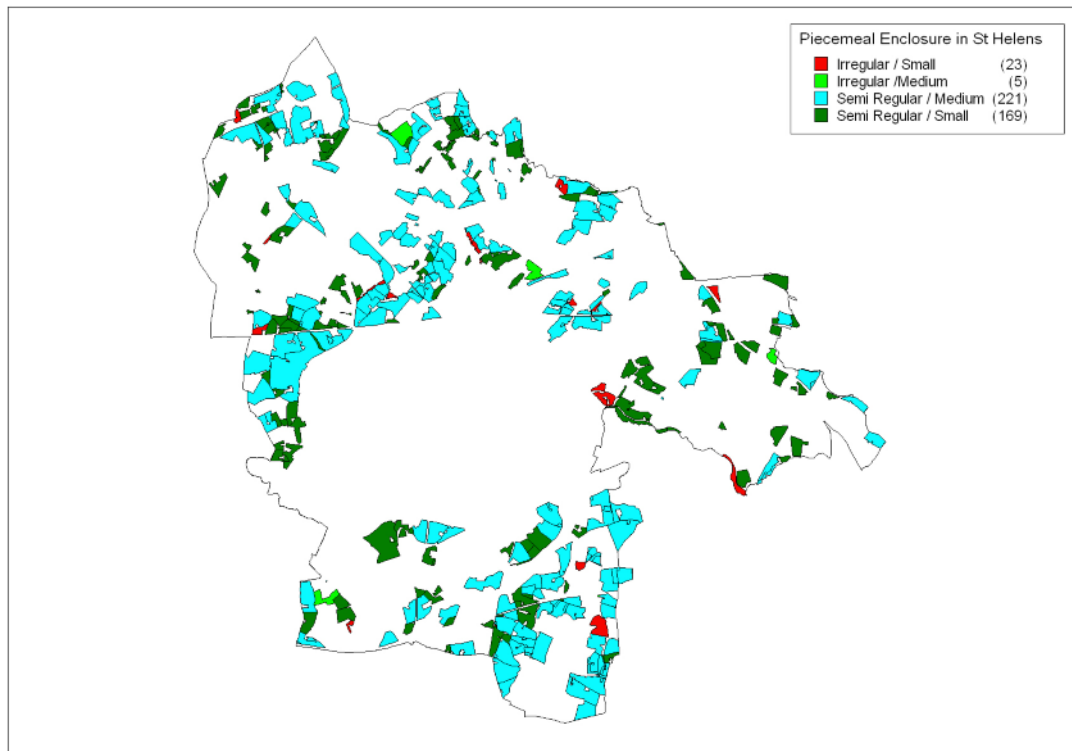 Piecemeal Enclosure in St Helens
Irregular / Small (23)
Irregular /Medium (5)
Semi Regular / Medium (221)
Semi Regular / Small (169)